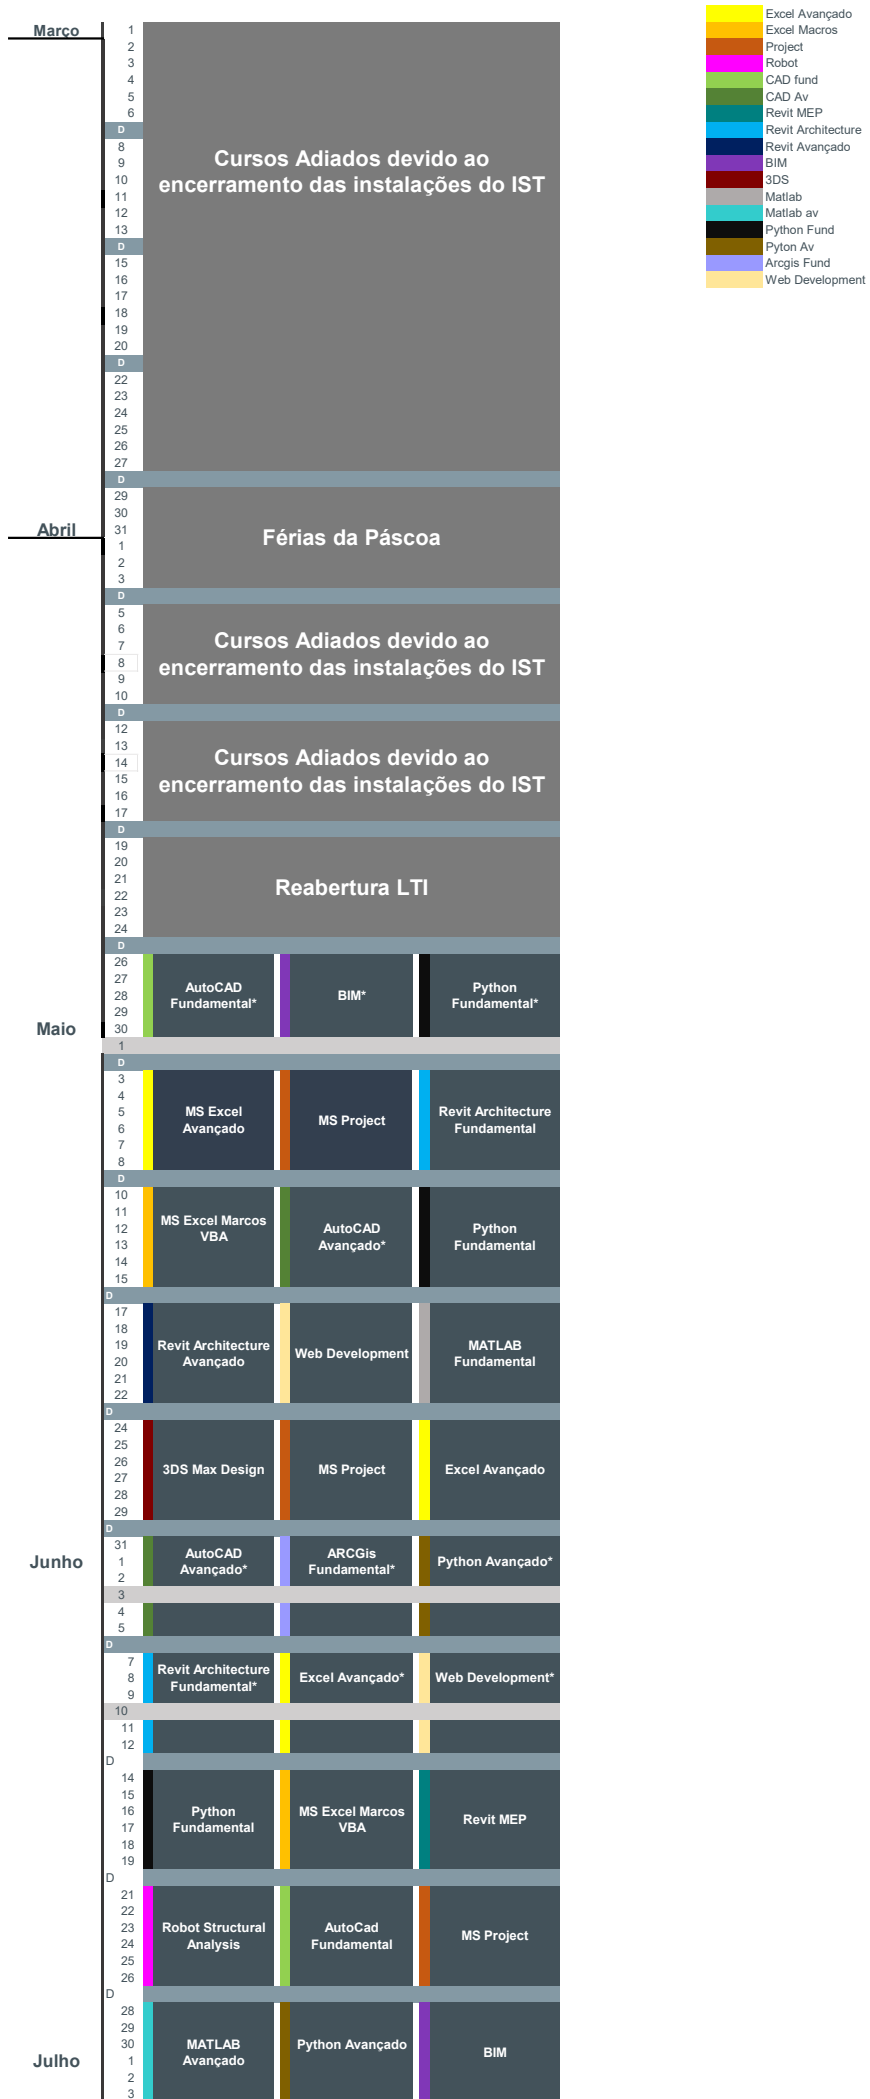 Excel Avançado
Excel Macros
Project
Robot
CAD fund
CAD Av
Revit MEP
Revit Architecture
Revit Avançado
BIM
3DS
Matlab
Matlab av
Python Fund
Pyton Av
Arcgis Fund
Web Development
Março
1
2
3
4
5
6
D
8
9
10
11
12
13
D
15
16
17
18
19
20
D
22
23
24
25
26
27
Cursos Adiados devido ao
encerramento das instalações do IST
D
29
30
Abril
31
1
2
3
Férias da Páscoa
D
5
6
7
8
9
10
Cursos Adiados devido ao
encerramento das instalações do IST
D
12
13
14
15
16
17
Cursos Adiados devido ao
encerramento das instalações do IST
D
19
20
21
22
23
24
Reabertura LTI
D
26
27
28
29
Maio
30
AutoCAD
Fundamental*
BIM*
Python
Fundamental*
1
D
3
4
5
6
7
8
MS Excel
Avançado
MS Project
Revit Architecture
Fundamental
D
10
11
12
13
14
15
MS Excel Marcos
VBA
AutoCAD
Avançado*
Python
Fundamental
D
17
18
19
20
21
22
Revit Architecture
Avançado
Web Development
MATLAB
Fundamental
D
24
25
26
27
28
29
3DS Max Design
MS Project
Excel Avançado
D
31
Junho
1
2
AutoCAD
Avançado*
ARCGis
Fundamental*
Python Avançado*
3
4
5
D
7
8
9
Revit Architecture
Fundamental*
Excel Avançado*
Web Development*
10
11
12
D
14
15
16
17
18
19
Python
Fundamental
MS Excel Marcos
VBA
Revit MEP
D
21
22
23
24
25
26
Robot Structural
Analysis
AutoCad
Fundamental
MS Project
D
28
29
30
Julho
1
2
3
MATLAB
Avançado
Python Avançado
BIM